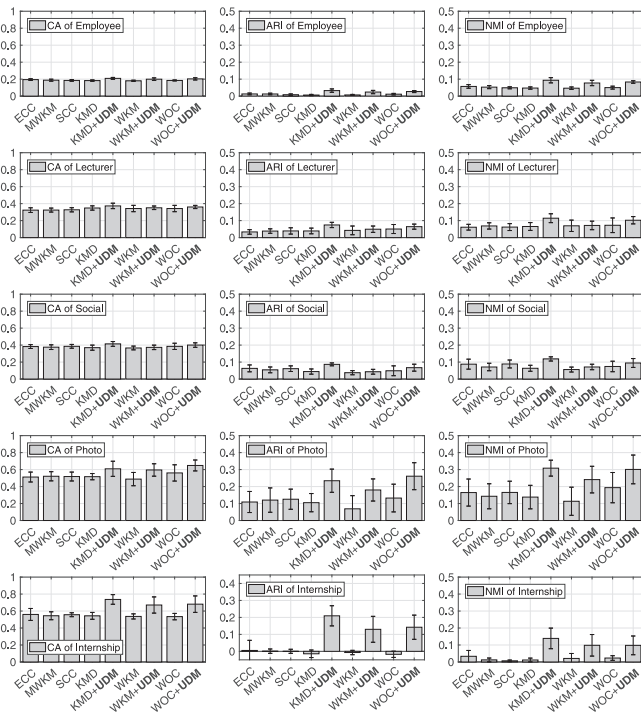 1
0.8
0.6
0.4
0.2
0
CA of Employee
ECC
MWKM
SCC
KMD
KMD+UDM
WKM
WKM+UDM
WOC
WOC+UDM
0.5
0.4
0.3
0.2
0.1
0
ARI of Employee
ECC
MWKM
SCC
KMD
KMD+UDM
WKM
WKM+UDM
WOC
WOC+UDM
0.5
0.4
0.3
0.2
0.1
0
NMI of Employee
ECC
MWKM
SCC
KMD
KMD+UDM
WKM
WKM+UDM
WOC
WOC+UDM
1
0.8
0.6
0.4
0.2
0
CA of Lecturer
ECC
MWKM
SCC
KMD
KMD+UDM
WKM
WKM+UDM
WOC
WOC+UDM
0.5
0.4
0.3
0.2
0.1
0
ARI of Lecturer
ECC
MWKM
SCC
KMD
KMD+UDM
WKM
WKM+UDM
WOC
WOC+UDM
0.5
0.4
0.3
0.2
0.1
0
NMI of Lecturer
ECC
MWKM
SCC
KMD
KMD+UDM
WKM
WKM+UDM
WOC
WOC+UDM
1
0.8
0.6
0.4
0.2
0
CA of Social
ECC
MWKM
SCC
KMD
KMD+UDM
WKM
WKM+UDM
WOC
WOC+UDM
0.5
0.4
0.3
0.2
0.1
0
ARI of Social
ECC
MWKM
SCC
KMD
KMD+UDM
WKM
WKM+UDM
WOC
WOC+UDM
0.5
0.4
0.3
0.2
0.1
0
NMI of Social
ECC
MWKM
SCC
KMD
KMD+UDM
WKM
WKM+UDM
WOC
WOC+UDM
1
0.8
0.6
0.4
0.2
0
CA of Photo
ECC
MWKM
SCC
KMD
KMD+UDM
WKM
WKM+UDM
WOC
WOC+UDM
0.5
0.4
0.3
0.2
0.1
0
ARI of Photo
ECC
MWKM
SCC
KMD
KMD+UDM
WKM
WKM+UDM
WOC
WOC+UDM
0.5
0.4
0.3
0.2
0.1
0
NMI of Photo
ECC
MWKM
SCC
KMD
KMD+UDM
WKM
WKM+UDM
WOC
WOC+UDM
1
0.8
0.6
0.4
0.2
0
CA of Internship
ECC
MWKM
SCC
KMD
KMD+UDM
WKM
WKM+UDM
WOC
WOC+UDM
0.4
0.3
0.2
0.1
0
ARI of Internship
ECC
MWKM
SCC
KMD
KMD+UDM
WKM
WKM+UDM
WOC
WOC+UDM
0.5
0.4
0.3
0.2
0.1
0
NMI of Internship
ECC
MWKM
SCC
KMD
KMD+UDM
WKM
WKM+UDM
WOC
WOC+UDM